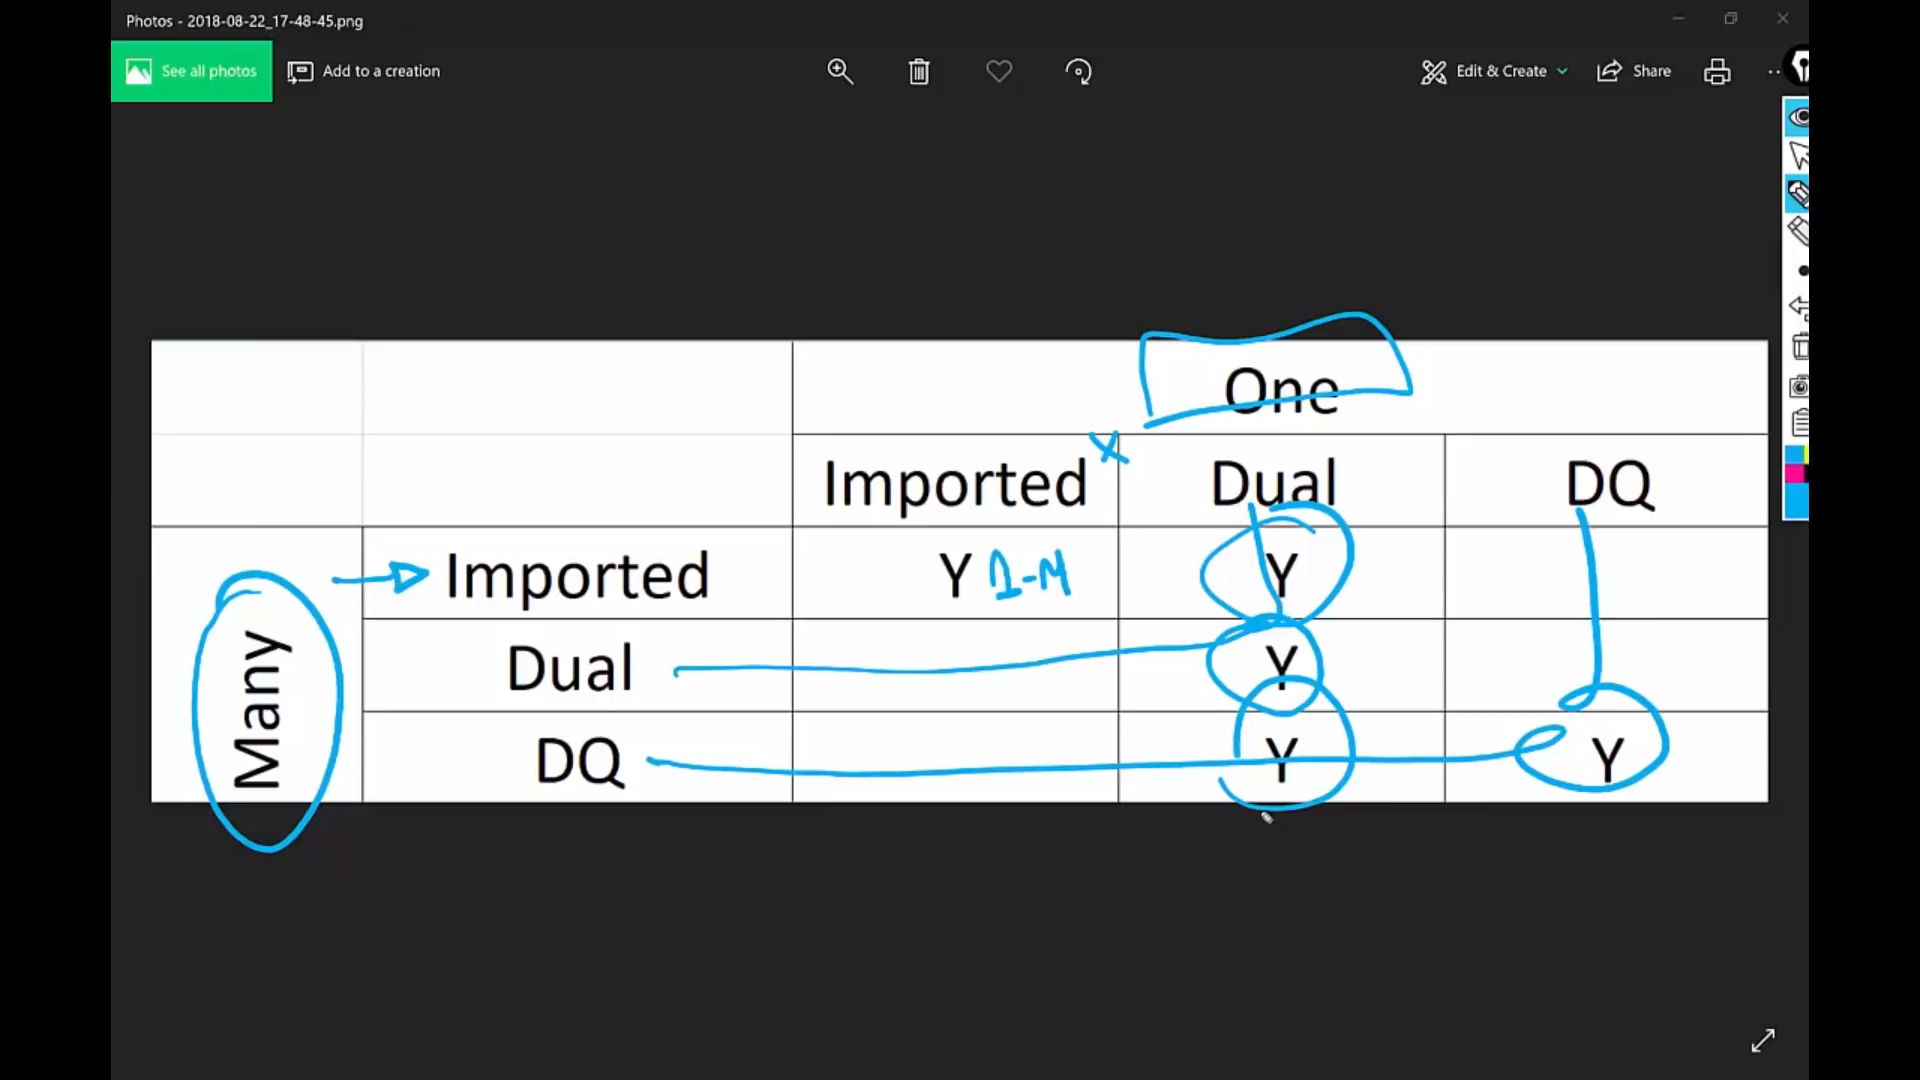 Photos - 2018-08-22_17-48-45.png
See all photos
Add to a creation
Edit & Create
Share
One
Imported x Dual DQ
Many
Imported Y 1-M Y
Dual Y
DQ Y Y